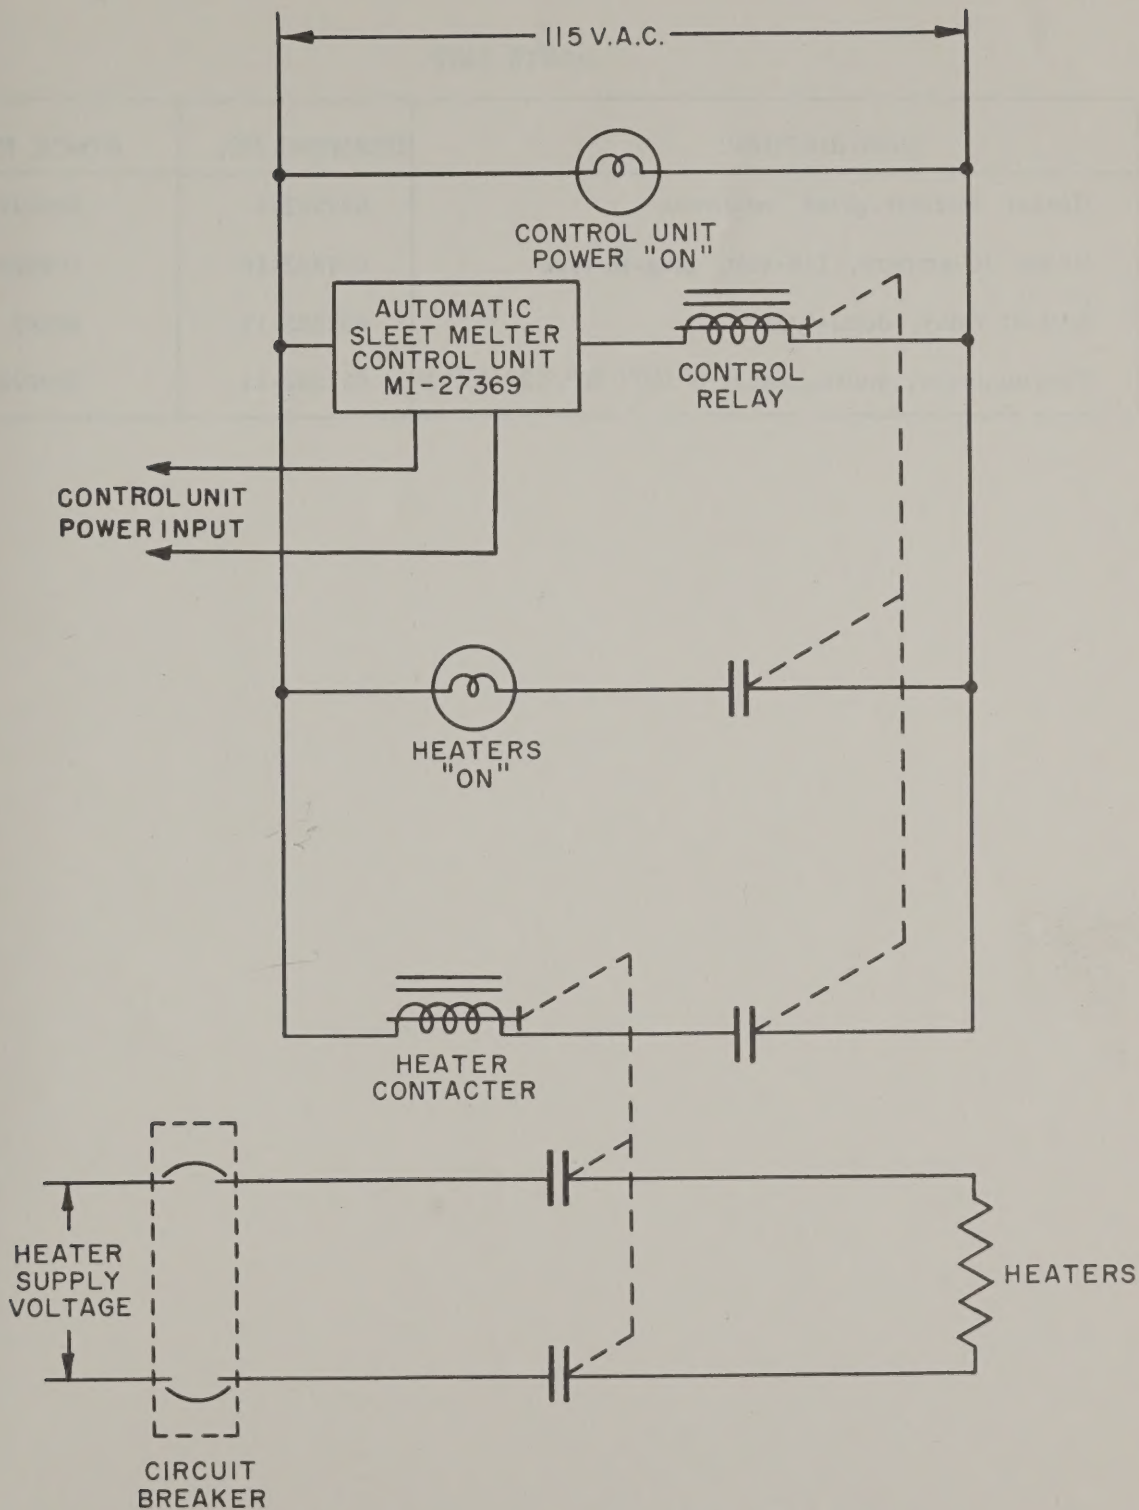 115 V.A.C.
CONTROL UNIT
POWER "ON"
AUTOMATIC
SLEET MELTER
CONTROL UNIT
MI-27369
CONTROL
RELAY
CONTROL UNIT
POWER INPUT
HEATERS
"ON"
HEATER
CONTACTER
HEATER
SUPPLY
VOLTAGE
HEATERS
CIRCUIT
BREAKER